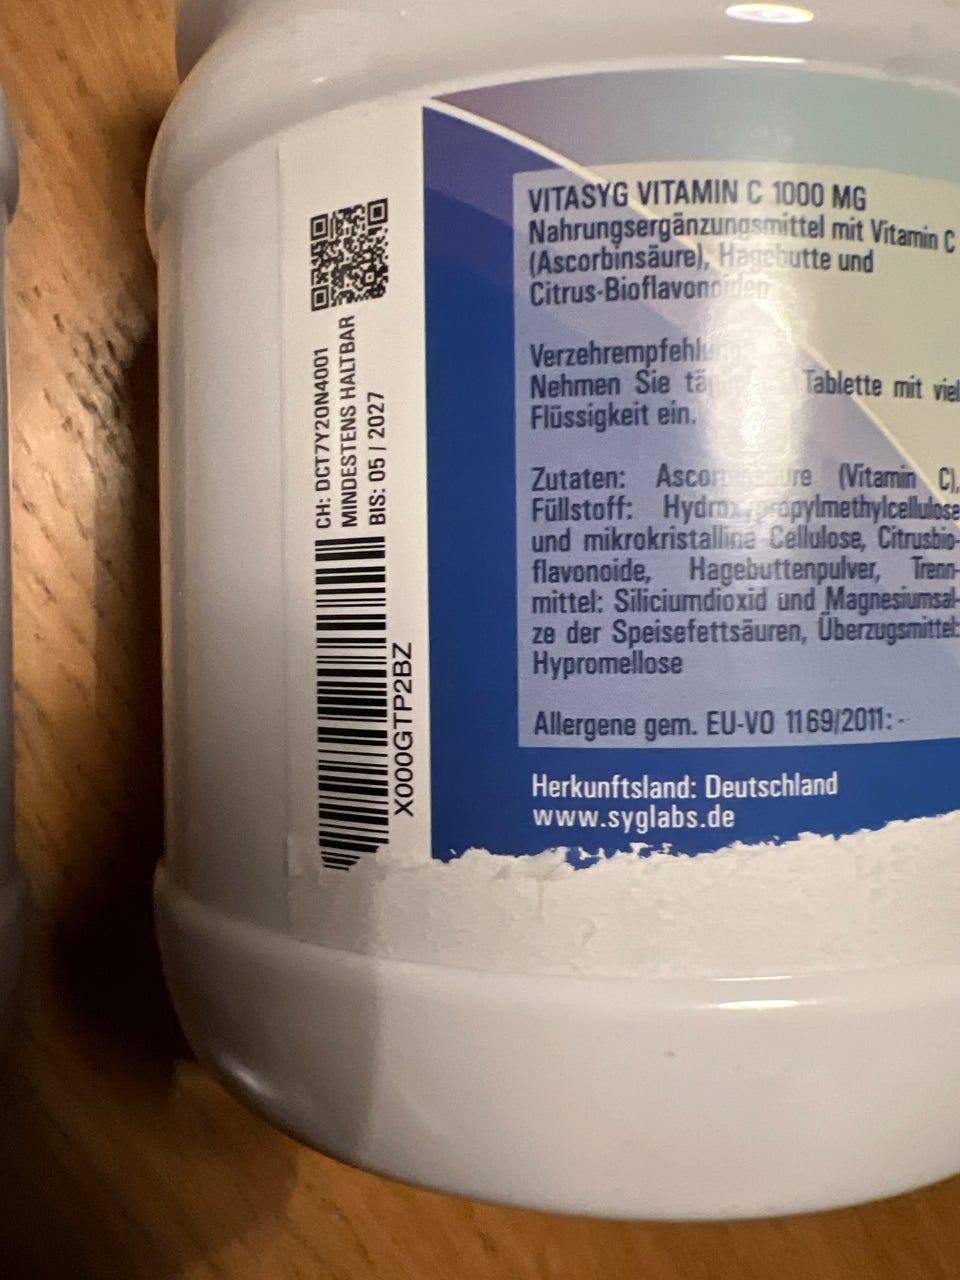 CH: DCT7Y20N4001
MINDESTENS HALTBAR
BIS: 05 / 2027
X000GTP2BZ
VITASYG VITAMIN C 1000 MG
Nahrungsergänzungsmittel mit Vitamin C
(Ascorbinsäure), Hagebutte und
Citrus-Bioflavonoiden
Verzehrempfehlung
Nehmen Sie Tablette mit viel
Flüssigkeit ein.
Zutaten: Ascorbinsäure (Vitamin C),
Füllstoff: Hydroxypropylmethylcellulose
und mikrokristalline Cellulose, Citrusbio-
flavonoide, Hagebuttenpulver, Trenn-
mittel: Siliciumdioxid und Magnesiumsal-
ze der Speisefettsäuren, Überzugsmittel:
Hypromellose
Allergene gem. EU-VO 1169/2011: -
Herkunftsland: Deutschland
www.syglabs.de